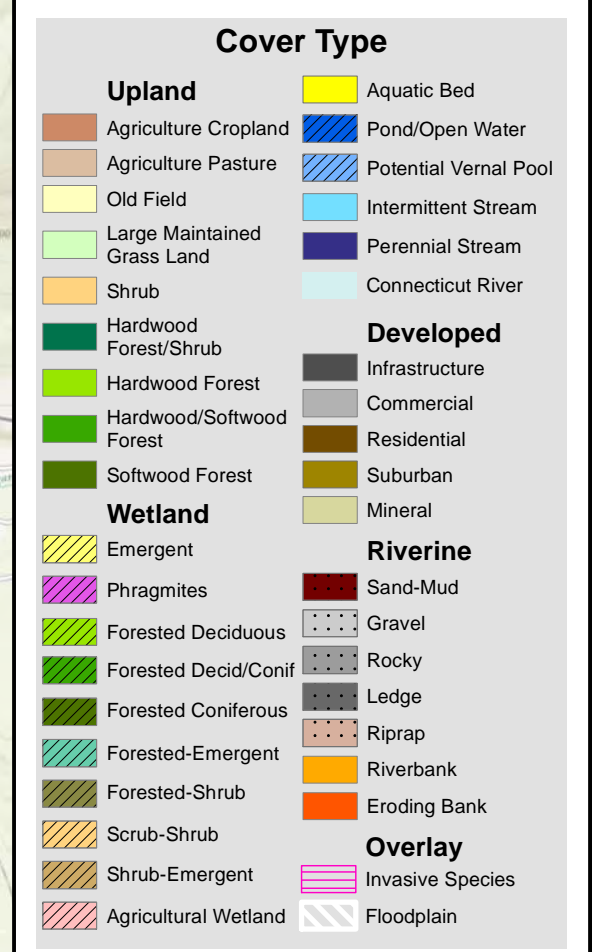 Cover Type
Upland
Agriculture Cropland
Agriculture Pasture
Old Field
Large Maintained
Grass Land
Shrub
Hardwood
Forest/Shrub
Hardwood Forest
Hardwood/Softwood
Forest
Softwood Forest
Wetland
Emergent
Phragmites
Forested Deciduous
Forested Decid/Conif
Forested Coniferous
Forested-Emergent
Forested-Shrub
Scrub-Shrub
Shrub-Emergent
Agricultural Wetland
Aquatic Bed
Pond/Open Water
Potential Vernal Pool
Intermittent Stream
Perennial Stream
Connecticut River
Developed
Infrastructure
Commercial
Residential
Suburban
Mineral
Riverine
Sand-Mud
Gravel
Rocky
Ledge
Riprap
Riverbank
Eroding Bank
Overlay
Invasive Species
Floodplain